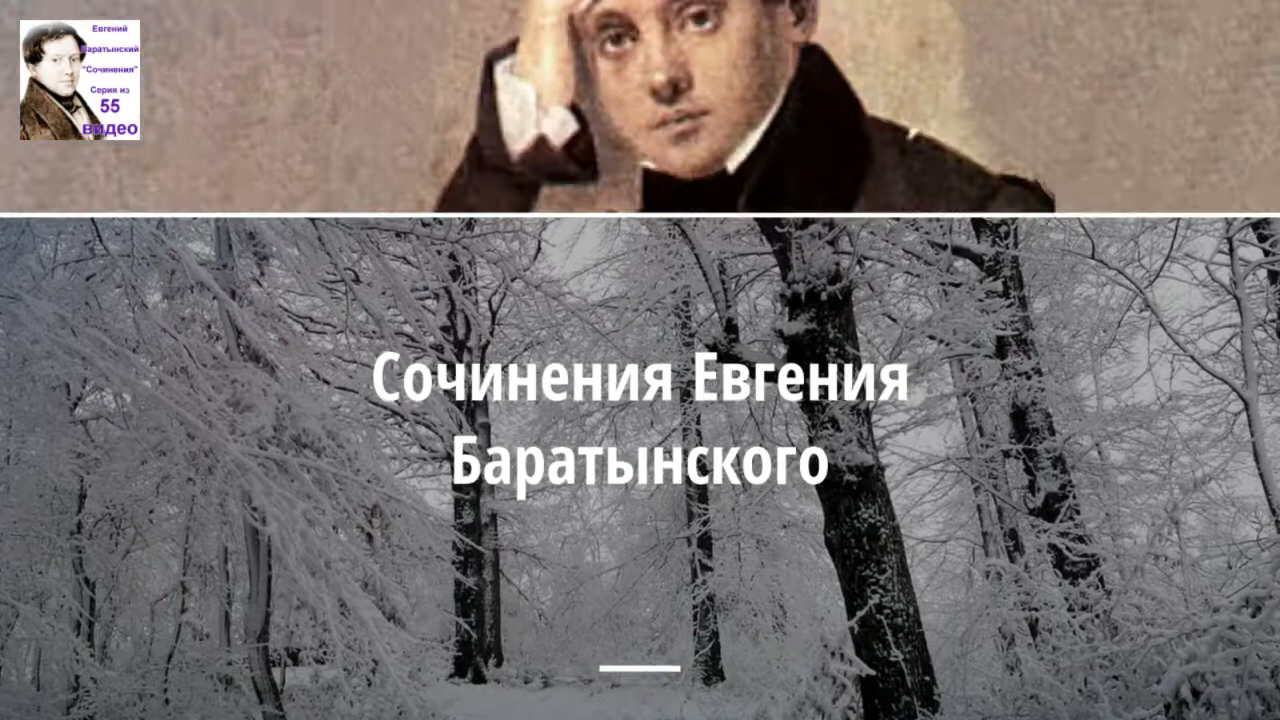 Евгений
Баратынский
"Сочинения"
Серия из
55
видео
Сочинения Евгения
Баратынского